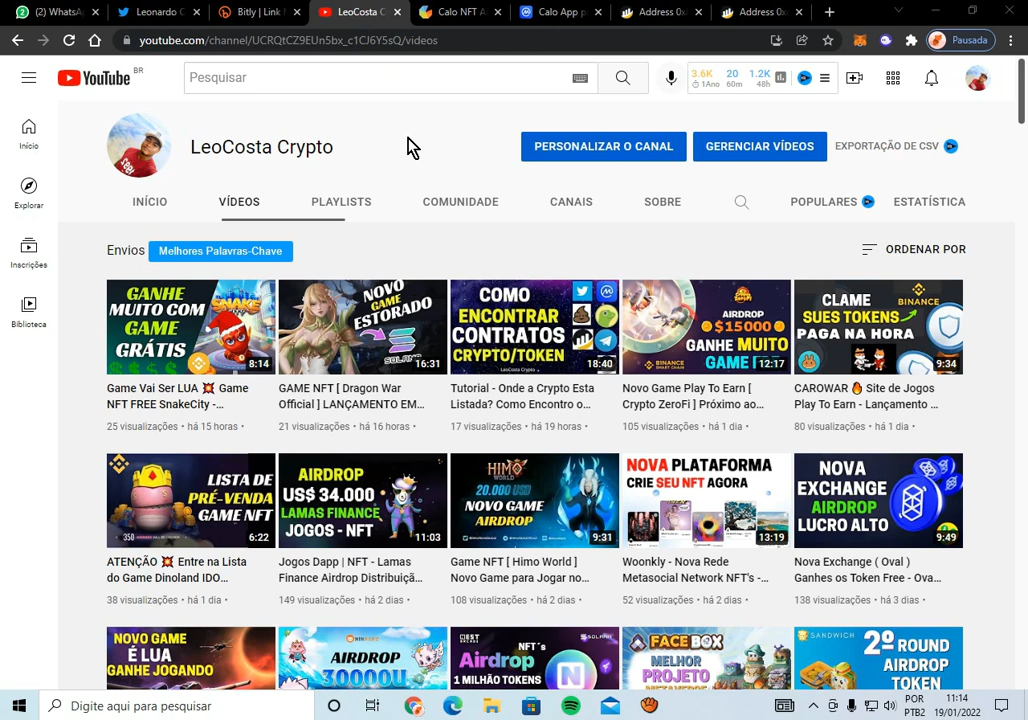 (2) WhatsA
Leonardo C
Bitly | Link
LeoCosta C
Calo NFT A
Calo App p
Address 0x
Address 0x
youtube.com/channel/UCRQtCZ9EUn5bx_c1CJ6Y5sQ/videos
Pausada
YouTube BR
Pesquisar
3.6K 20 1.2K
1Ano 60m 48h
Início
Explorar
Inscrições
Biblioteca
LeoCosta Crypto
PERSONALIZAR O CANAL
GERENCIAR VÍDEOS
EXPORTAÇÃO DE CSV
INÍCIO VÍDEOS PLAYLISTS COMUNIDADE CANAIS SOBRE POPULARES ESTATÍSTICA
Envios Melhores Palavras-Chave
ORDENAR POR
GANHE
MUITO COM
GAME
GRÁTIS
SNAKE
8:14
NOVO
GAME
ESTORADO
SOLANA
16:31
COMO
ENCONTRAR
CONTRATOS
CRYPTO/TOKEN
LeoCosta Crypto
18:40
$15000
GANHE MUITO
GAME
BINANCE
12:17
CLAME
SUES TOKENS
PAGA NA HORA
BINANCE
9:34
Game Vai Ser LUA 💥 Game
NFT FREE SnakeCity -...
25 visualizações • há 15 horas •
GAME NFT [ Dragon War
Official ] LANÇAMENTO EM...
21 visualizações • há 16 horas •
Tutorial - Onde a Crypto Esta
Listada? Como Encontro o...
17 visualizações • há 19 horas •
Novo Game Play To Earn [
Crypto ZeroFi ] Próximo ao...
105 visualizações • há 1 dia •
CAROWAR 🔥 Site de Jogos
Play To Earn - Lançamento ...
80 visualizações • há 1 dia •
LISTA DE
PRÉ-VENDA
GAME NFT
6:22
AIRDROP
US$ 34.000
LAMAS FINANCE
JOGOS - NFT
11:03
HIMO
WORLD
20.000 USD
NOVO GAME
AIRDROP
9:31
NOVA PLATAFORMA
CRIE SEU NFT AGORA
13:19
NOVA
EXCHANGE
AIRDROP
LUCRO ALTO
9:49
ATENÇÃO 💥 Entre na Lista
do Game Dinoland IDO...
38 visualizações • há 1 dia •
Jogos Dapp | NFT - Lamas
Finance Airdrop Distribuiçã...
149 visualizações • há 2 dias •
Game NFT [ Himo World ]
Novo Game para Jogar no...
108 visualizações • há 2 dias •
Woonkly - Nova Rede
Metasocial Network NFT's -...
52 visualizações • há 2 dias •
Nova Exchange ( Oval )
Ganhes os Token Free - Ova...
138 visualizações • há 3 dias •
NOVO GAME
É LUA
GANHE JOGANDO
AIRDROP
30000U
NFT's
Airdrop
1 MILHÃO TOKENS
SOLANA
FACE BOX
MELHOR
PROJETO
SANDWICH
2º ROUND
AIRDROP
TOKEN
Digite aqui para pesquisar
POR
PTB2
11:14
19/01/2022